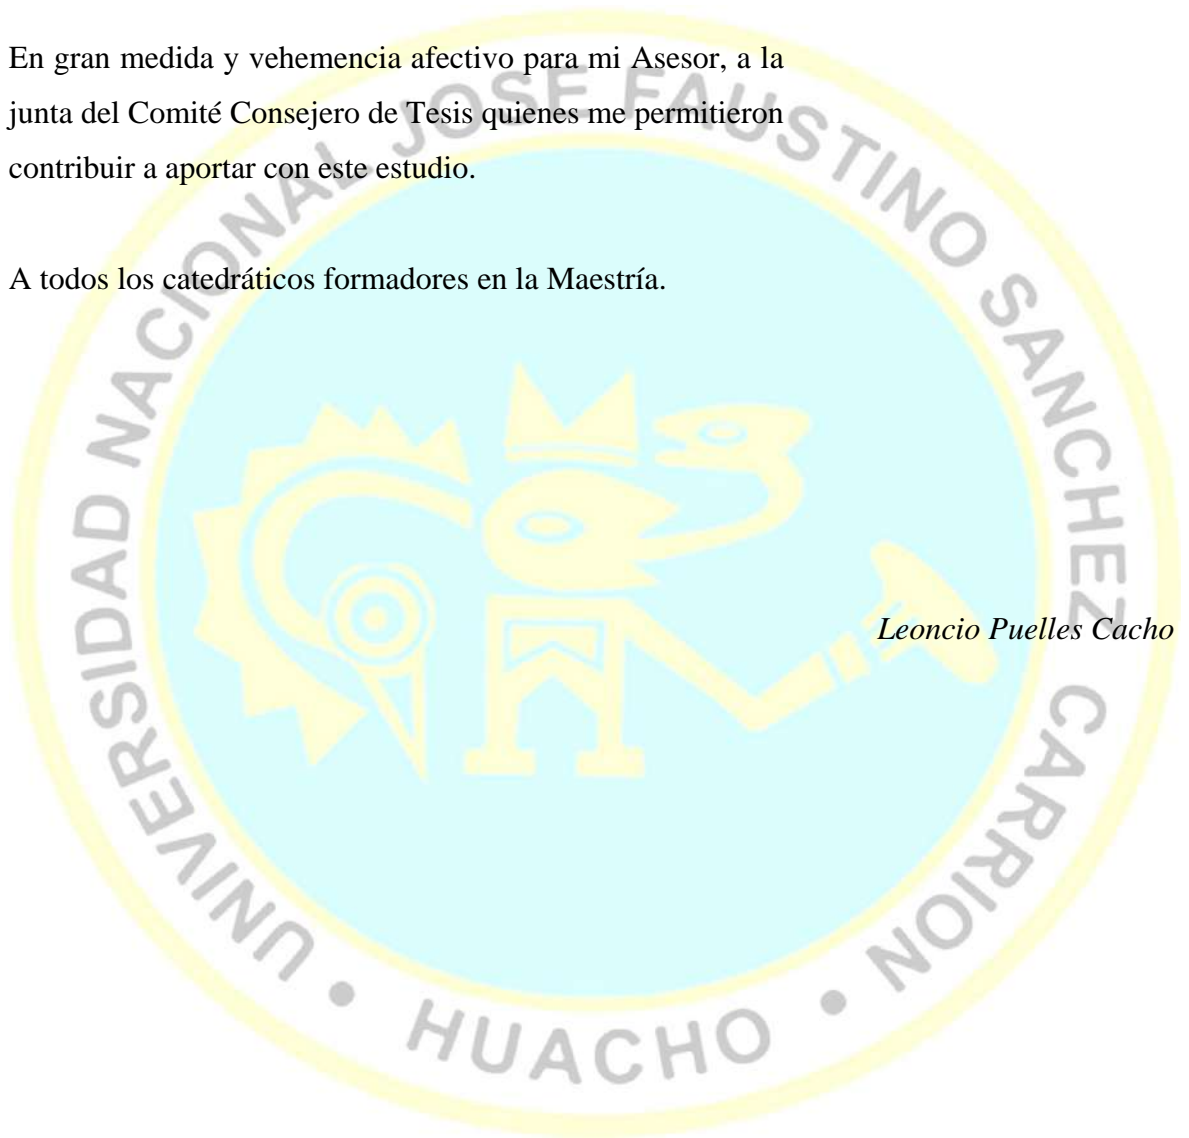 En gran medida y vehemencia afectivo para mi Asesor, a la
junta del Comité Consejero de Tesis quienes me permitieron
contribuir a aportar con este estudio.
A todos los catedráticos formadores en la Maestría.
Leoncio Puelles Cacho
UNIVERSIDAD NACIONAL JOSE FAUSTINO SANCHEZ CARRION • HUACHO •